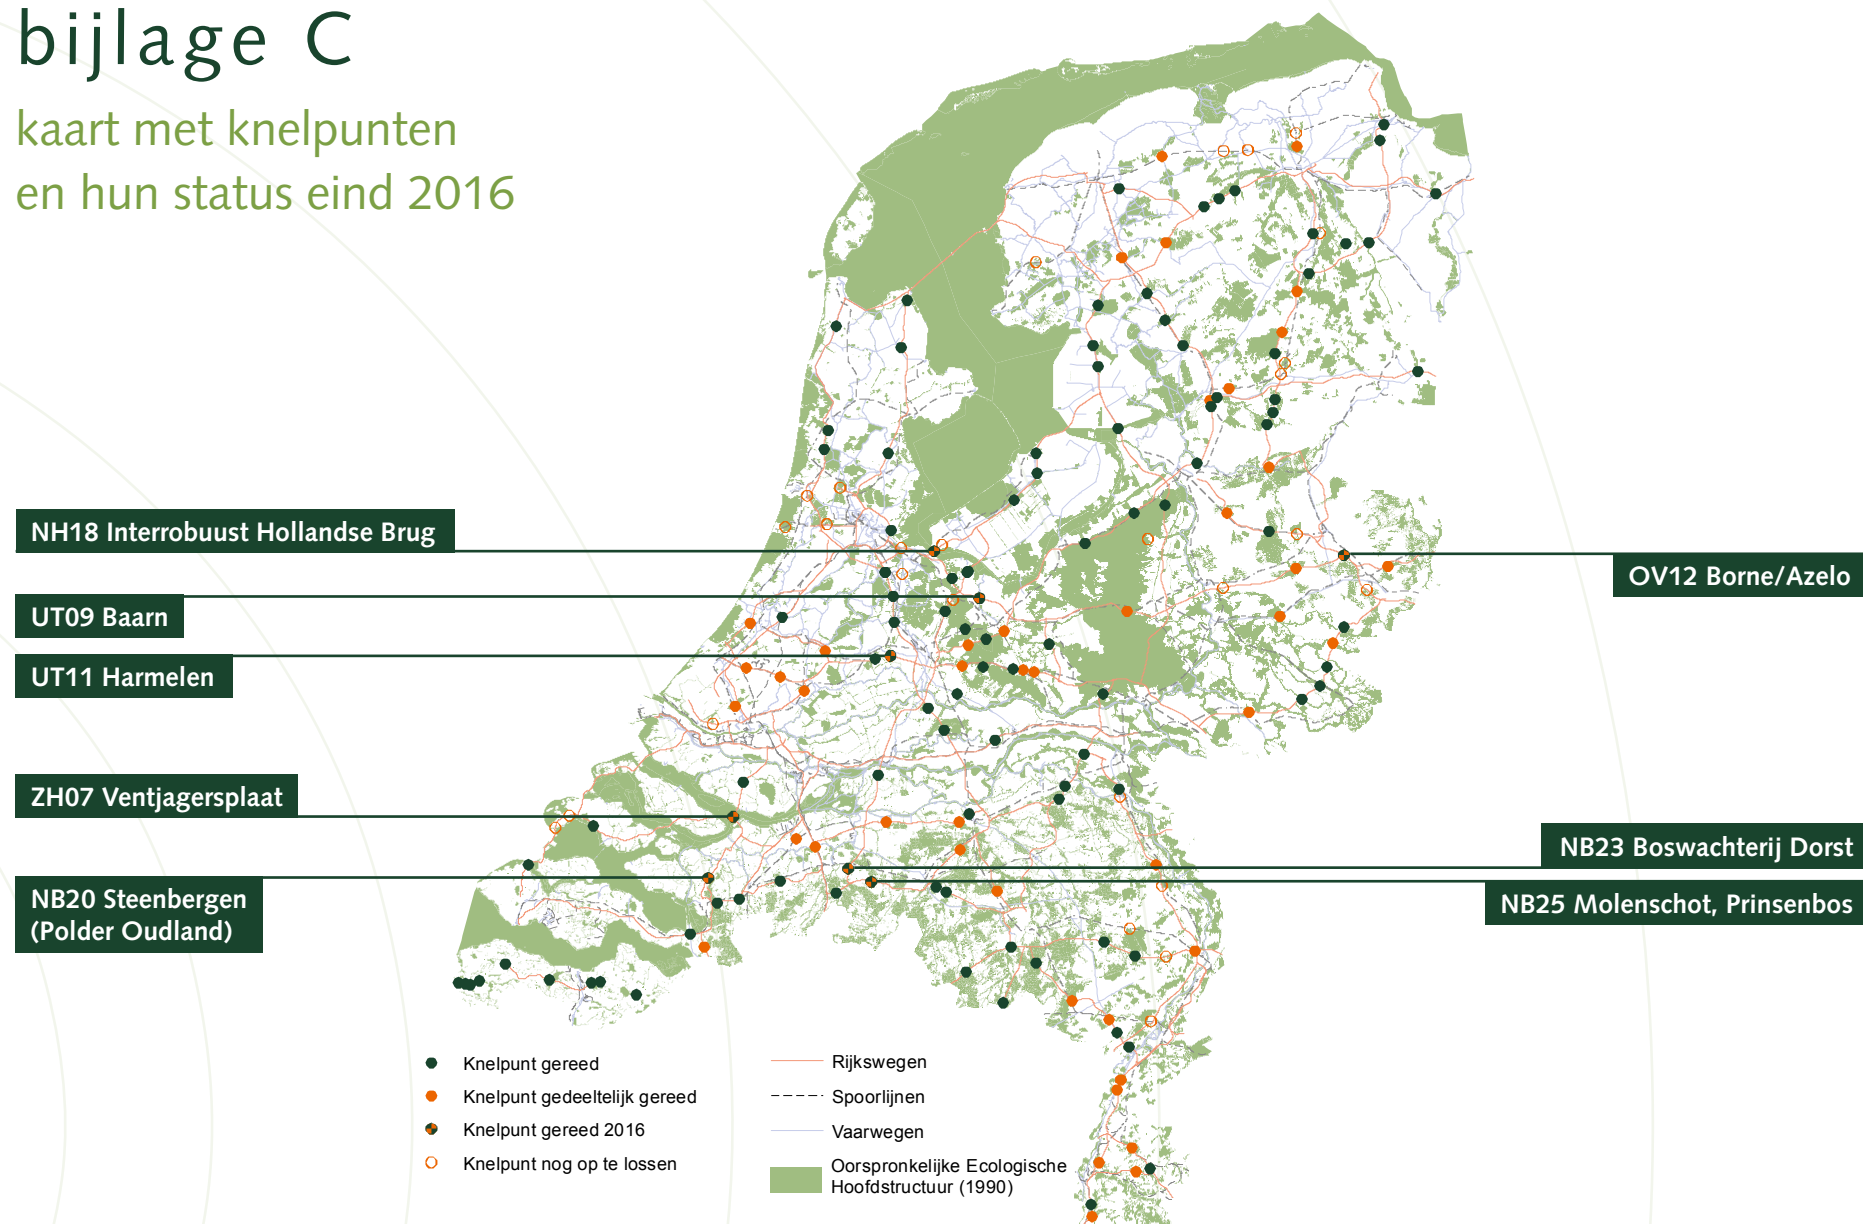 bijlage C
kaart met knelpunten
en hun status eind 2016
NH18 Interrobuust Hollandse Brug
UT09 Baarn
UT11 Harmelen
ZH07 Ventjagersplaat
NB20 Steenbergen
(Polder Oudland)
OV12 Borne/Azelo
NB23 Boswachterij Dorst
NB25 Molenschot, Prinsenbos
Knelpunt gereed
Knelpunt gedeeltelijk gereed
Knelpunt gereed 2016
Knelpunt nog op te lossen
Rijkswegen
Spoorlijnen
Vaarwegen
Oorspronkelijke Ecologische
Hoofdstructuur (1990)